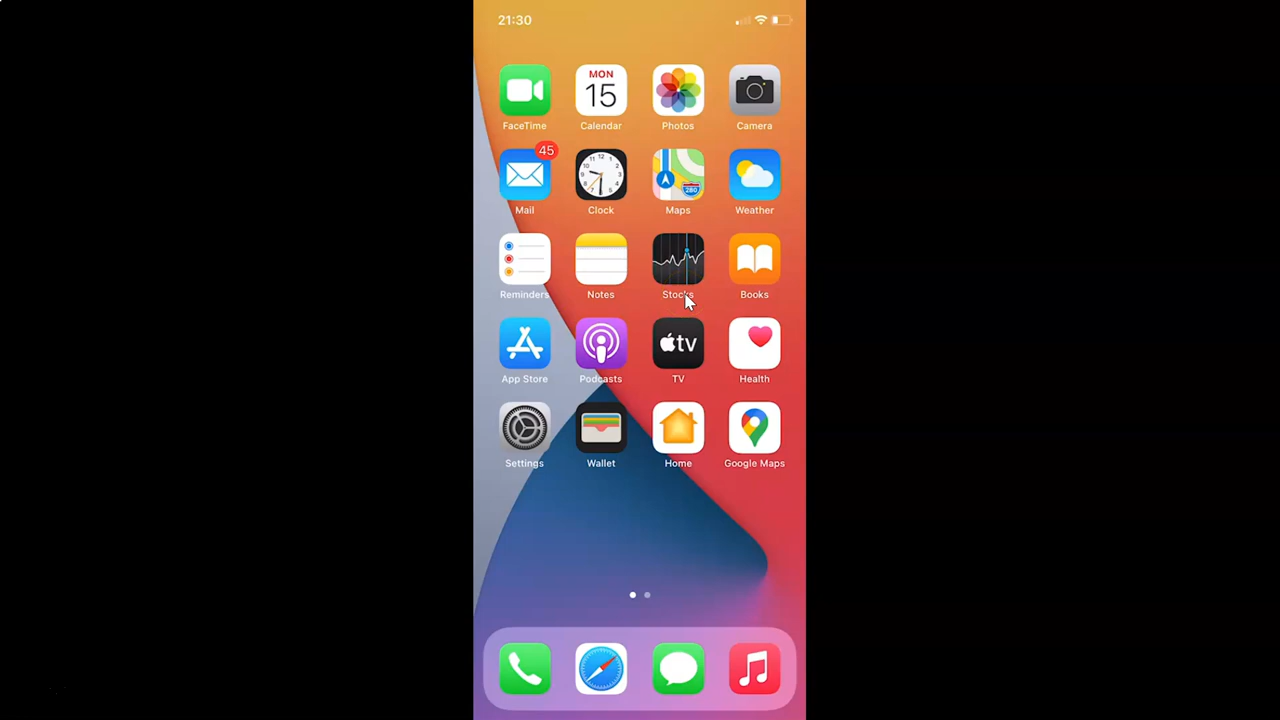 21:30
MON
15
FaceTime Calendar Photos Camera
45
280
Mail Clock Maps Weather
Reminders Notes Stocks Books
tv
App Store Podcasts TV Health
Settings Wallet Home Google Maps